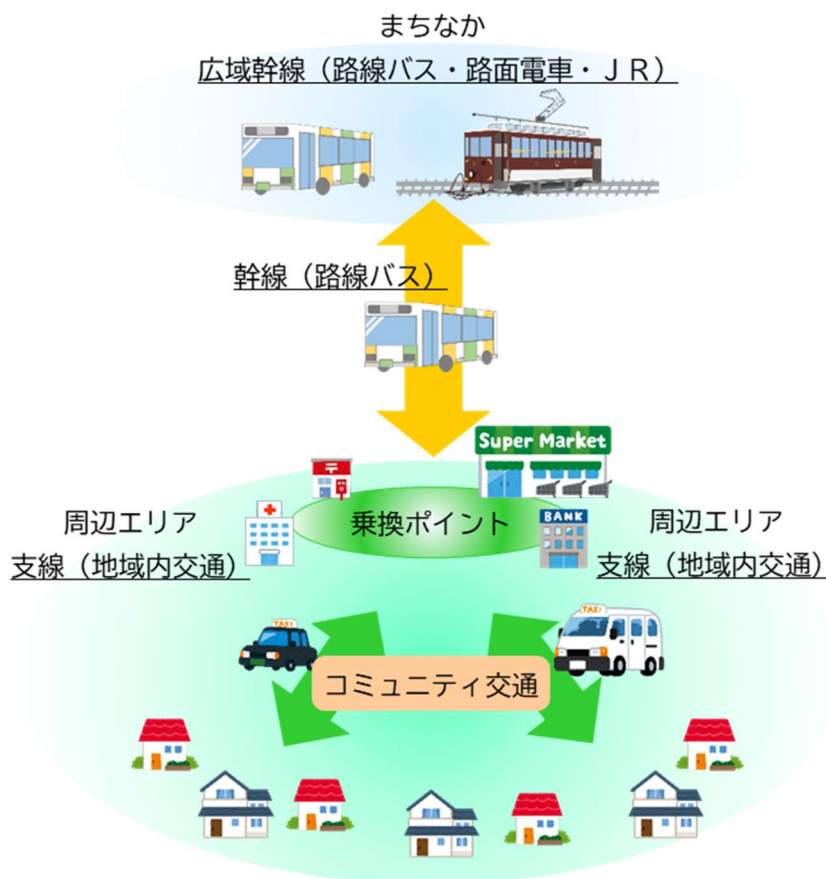 まちなか
広域幹線（路線バス・路面電車・ＪＲ）
幹線（路線バス）
Super Market
〒
乗換ポイント
BANK
周辺エリア
支線（地域内交通）
周辺エリア
支線（地域内交通）
TAXI
TAXI
コミュニティ交通